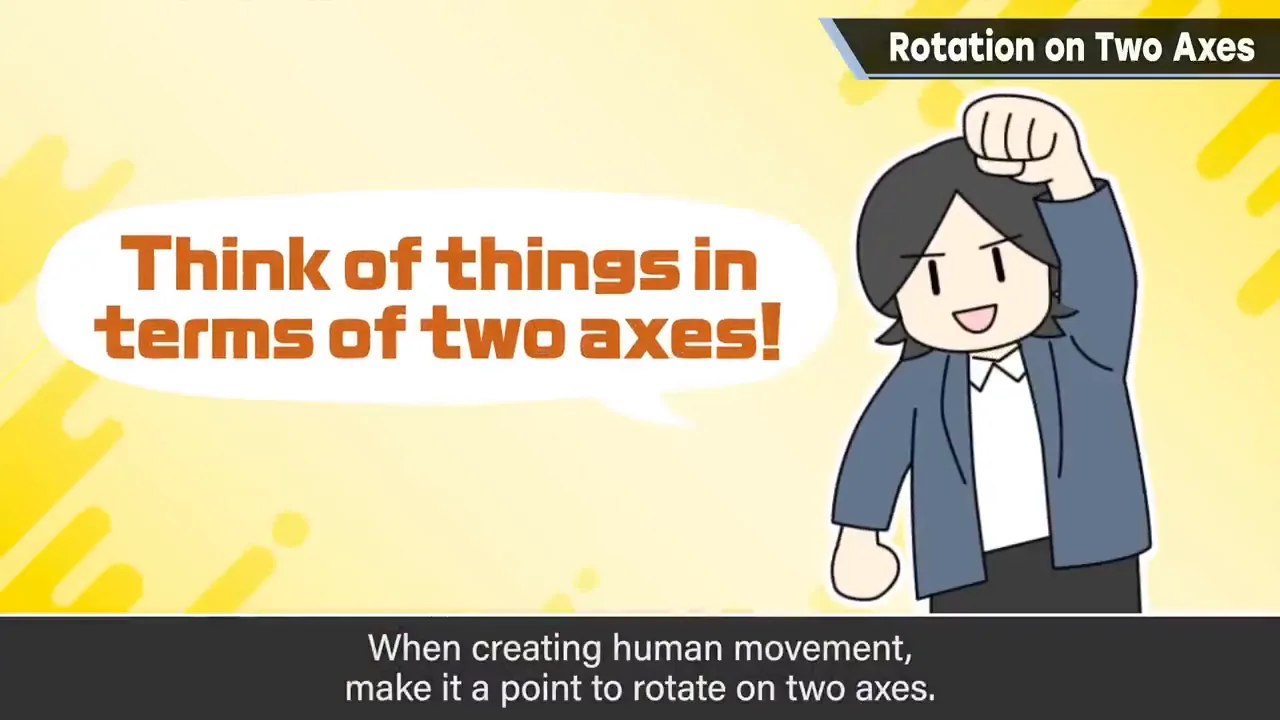 Rotation on Two Axes
Think of things in
terms of two axes!
When creating human movement,
make it a point to rotate on two axes.